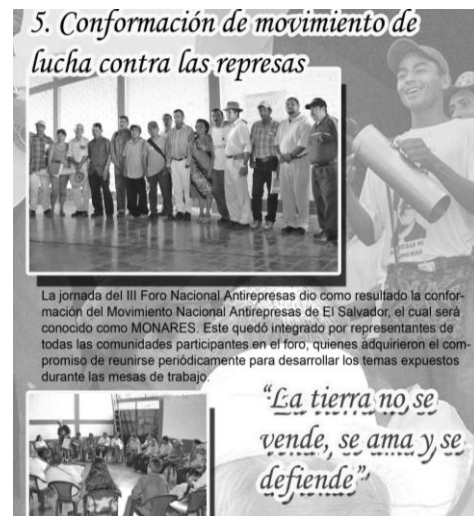 5. Conformación de movimiento de
lucha contra las represas
La jornada del III Foro Nacional Antirepresas dio como resultado la confor-
mación del Movimiento Nacional Antirepresas de El Salvador, el cual será
conocido como MONARES. Este quedó integrado por representantes de
todas las comunidades participantes en el foro, quienes adquirieron el com-
promiso de reunirse periódicamente para desarrollar los temas expuestos
durante las mesas de trabajo.
“La tierra no se
vende, se ama y se
defiende”